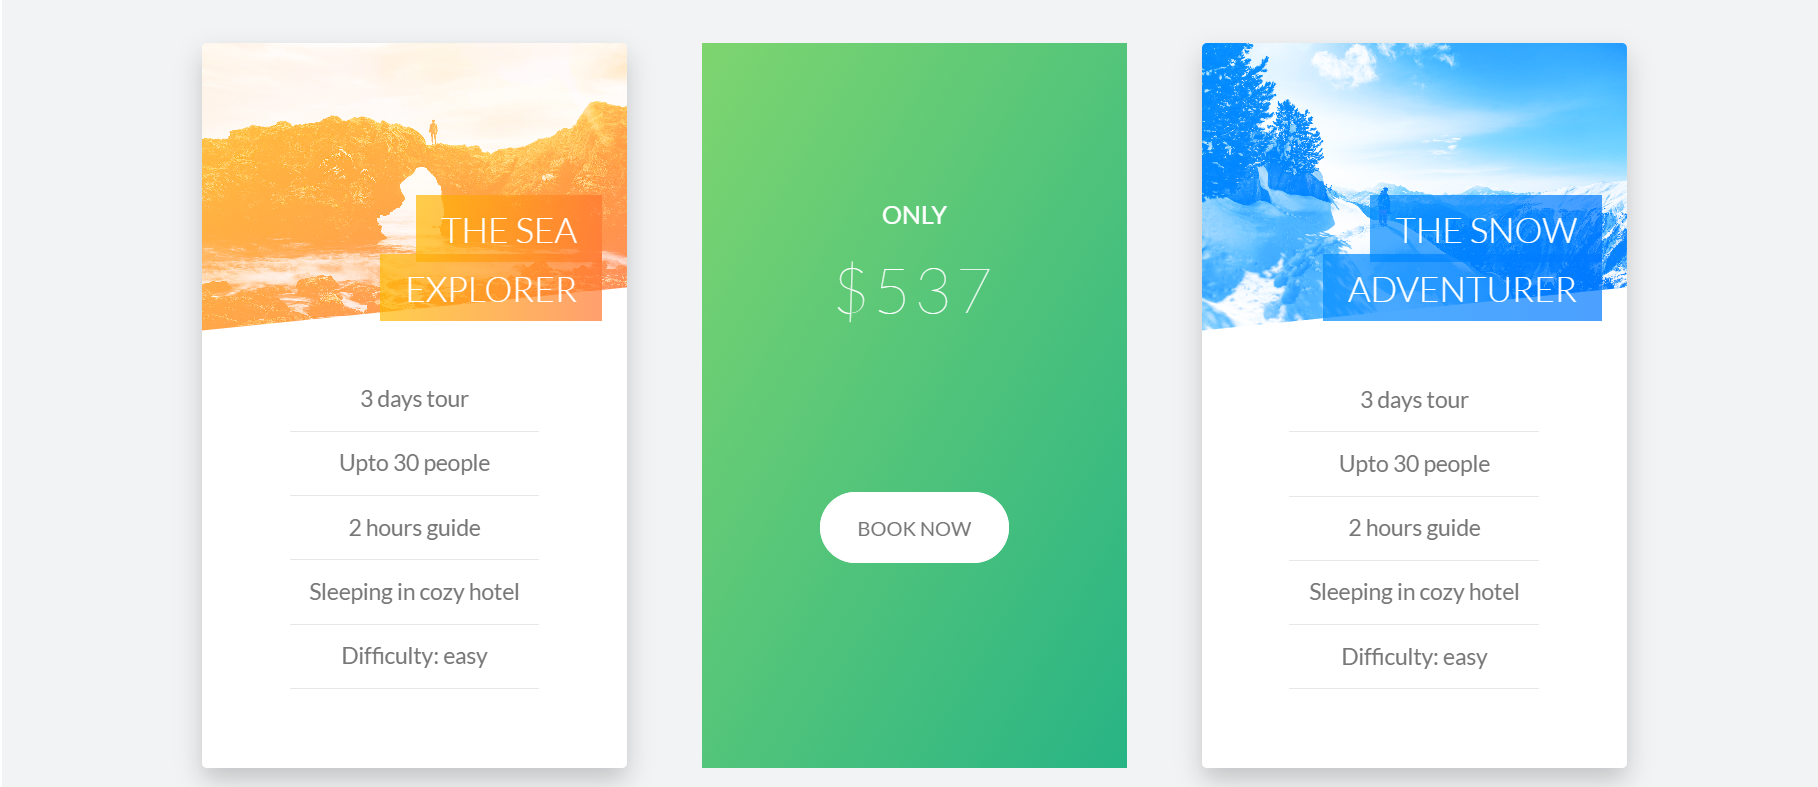 THE SEA
EXPLORER
3 days tour
Upto 30 people
2 hours guide
Sleeping in cozy hotel
Difficulty: easy
ONLY
$537
BOOK NOW
THE SNOW
ADVENTURER
3 days tour
Upto 30 people
2 hours guide
Sleeping in cozy hotel
Difficulty: easy